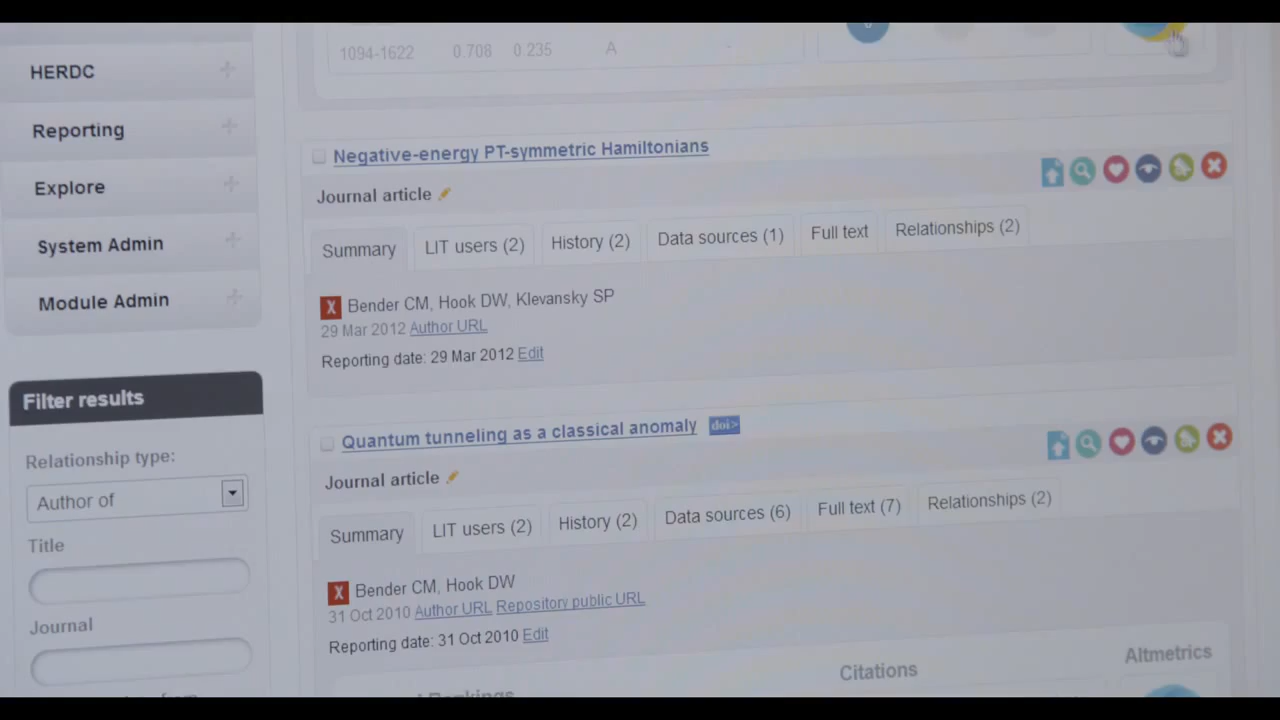 HERDC
Reporting
Explore
System Admin
Module Admin
Filter results
Relationship type:
Author of
Title
Journal
1094-1622 0.708 0.235 A
Negative-energy PT-symmetric Hamiltonians
Journal article
Summary LIT users (2) History (2) Data sources (1) Full text Relationships (2)
X Bender CM, Hook DW, Klevansky SP
29 Mar 2012 Author URL
Reporting date: 29 Mar 2012 Edit
Quantum tunneling as a classical anomaly doi>
Journal article
Summary LIT users (2) History (2) Data sources (6) Full text (7) Relationships (2)
X Bender CM, Hook DW
31 Oct 2010 Author URL Repository public URL
Reporting date: 31 Oct 2010 Edit
Rankings Citations Altmetrics